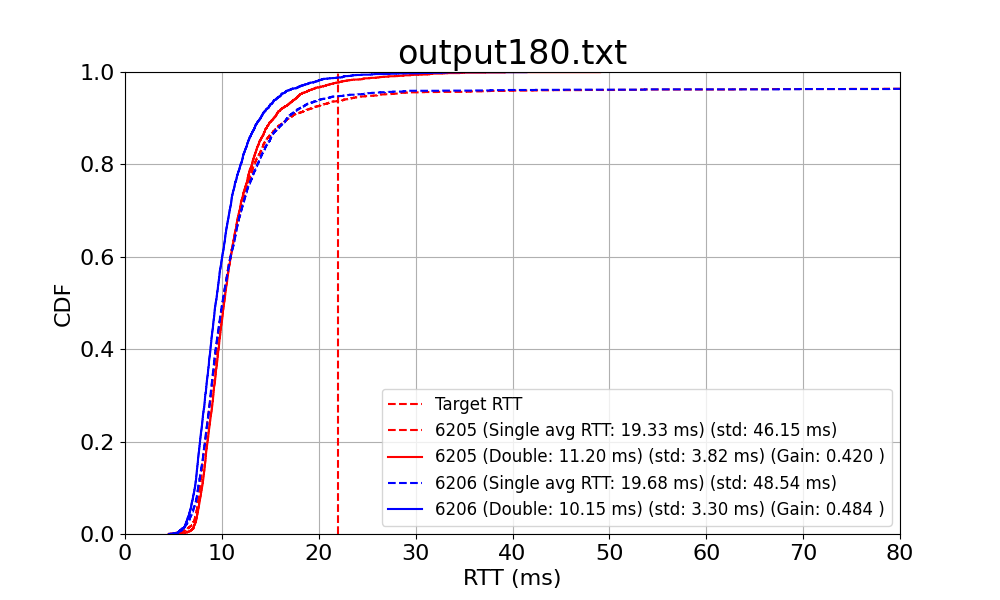 output180.txt
1.0
0.8
0.6
0.4
0.2
0.0
CDF
Target RTT
6205 (Single avg RTT: 19.33 ms) (std: 46.15 ms)
6205 (Double: 11.20 ms) (std: 3.82 ms) (Gain: 0.420 )
6206 (Single avg RTT: 19.68 ms) (std: 48.54 ms)
6206 (Double: 10.15 ms) (std: 3.30 ms) (Gain: 0.484 )
0 10 20 30 40 50 60 70 80
RTT (ms)